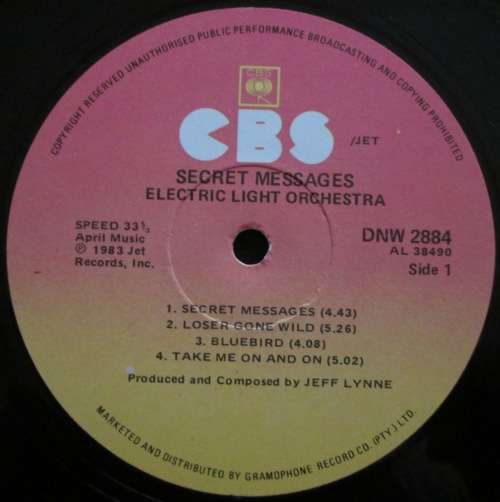 COPYRIGHT RESERVED UNAUTHORISED PUBLIC PERFORMANCE BROADCASTING AND COPYING PROHIBITED
CBS
CBS
/JET
SECRET MESSAGES
ELECTRIC LIGHT ORCHESTRA
SPEED 33⅓
April Music
℗ 1983 Jet
Records, Inc.
DNW 2884
AL 38490
Side 1
1. SECRET MESSAGES (4.43)
2. LOSER GONE WILD (5.26)
3. BLUEBIRD (4.08)
4. TAKE ME ON AND ON (5.02)
Produced and Composed by JEFF LYNNE
MARKETED AND DISTRIBUTED BY GRAMOPHONE RECORD CO. (PTY.) LTD.